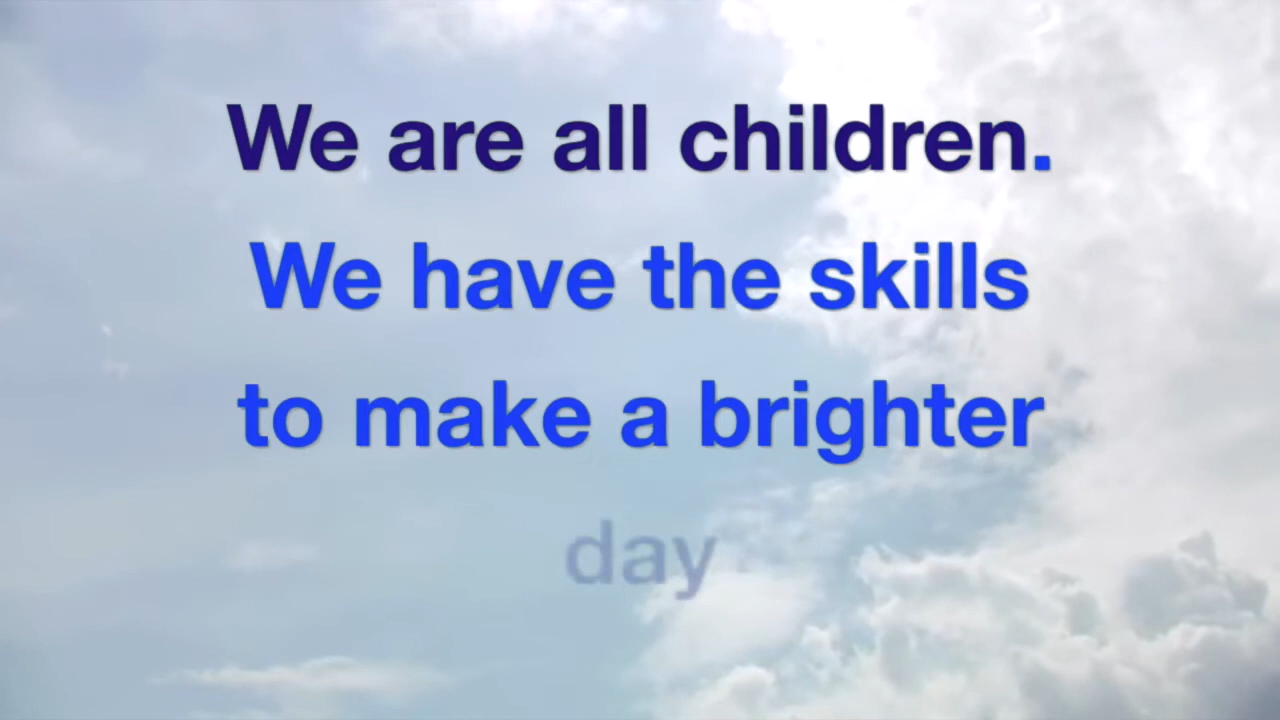 We are all children.
We have the skills
to make a brighter
day